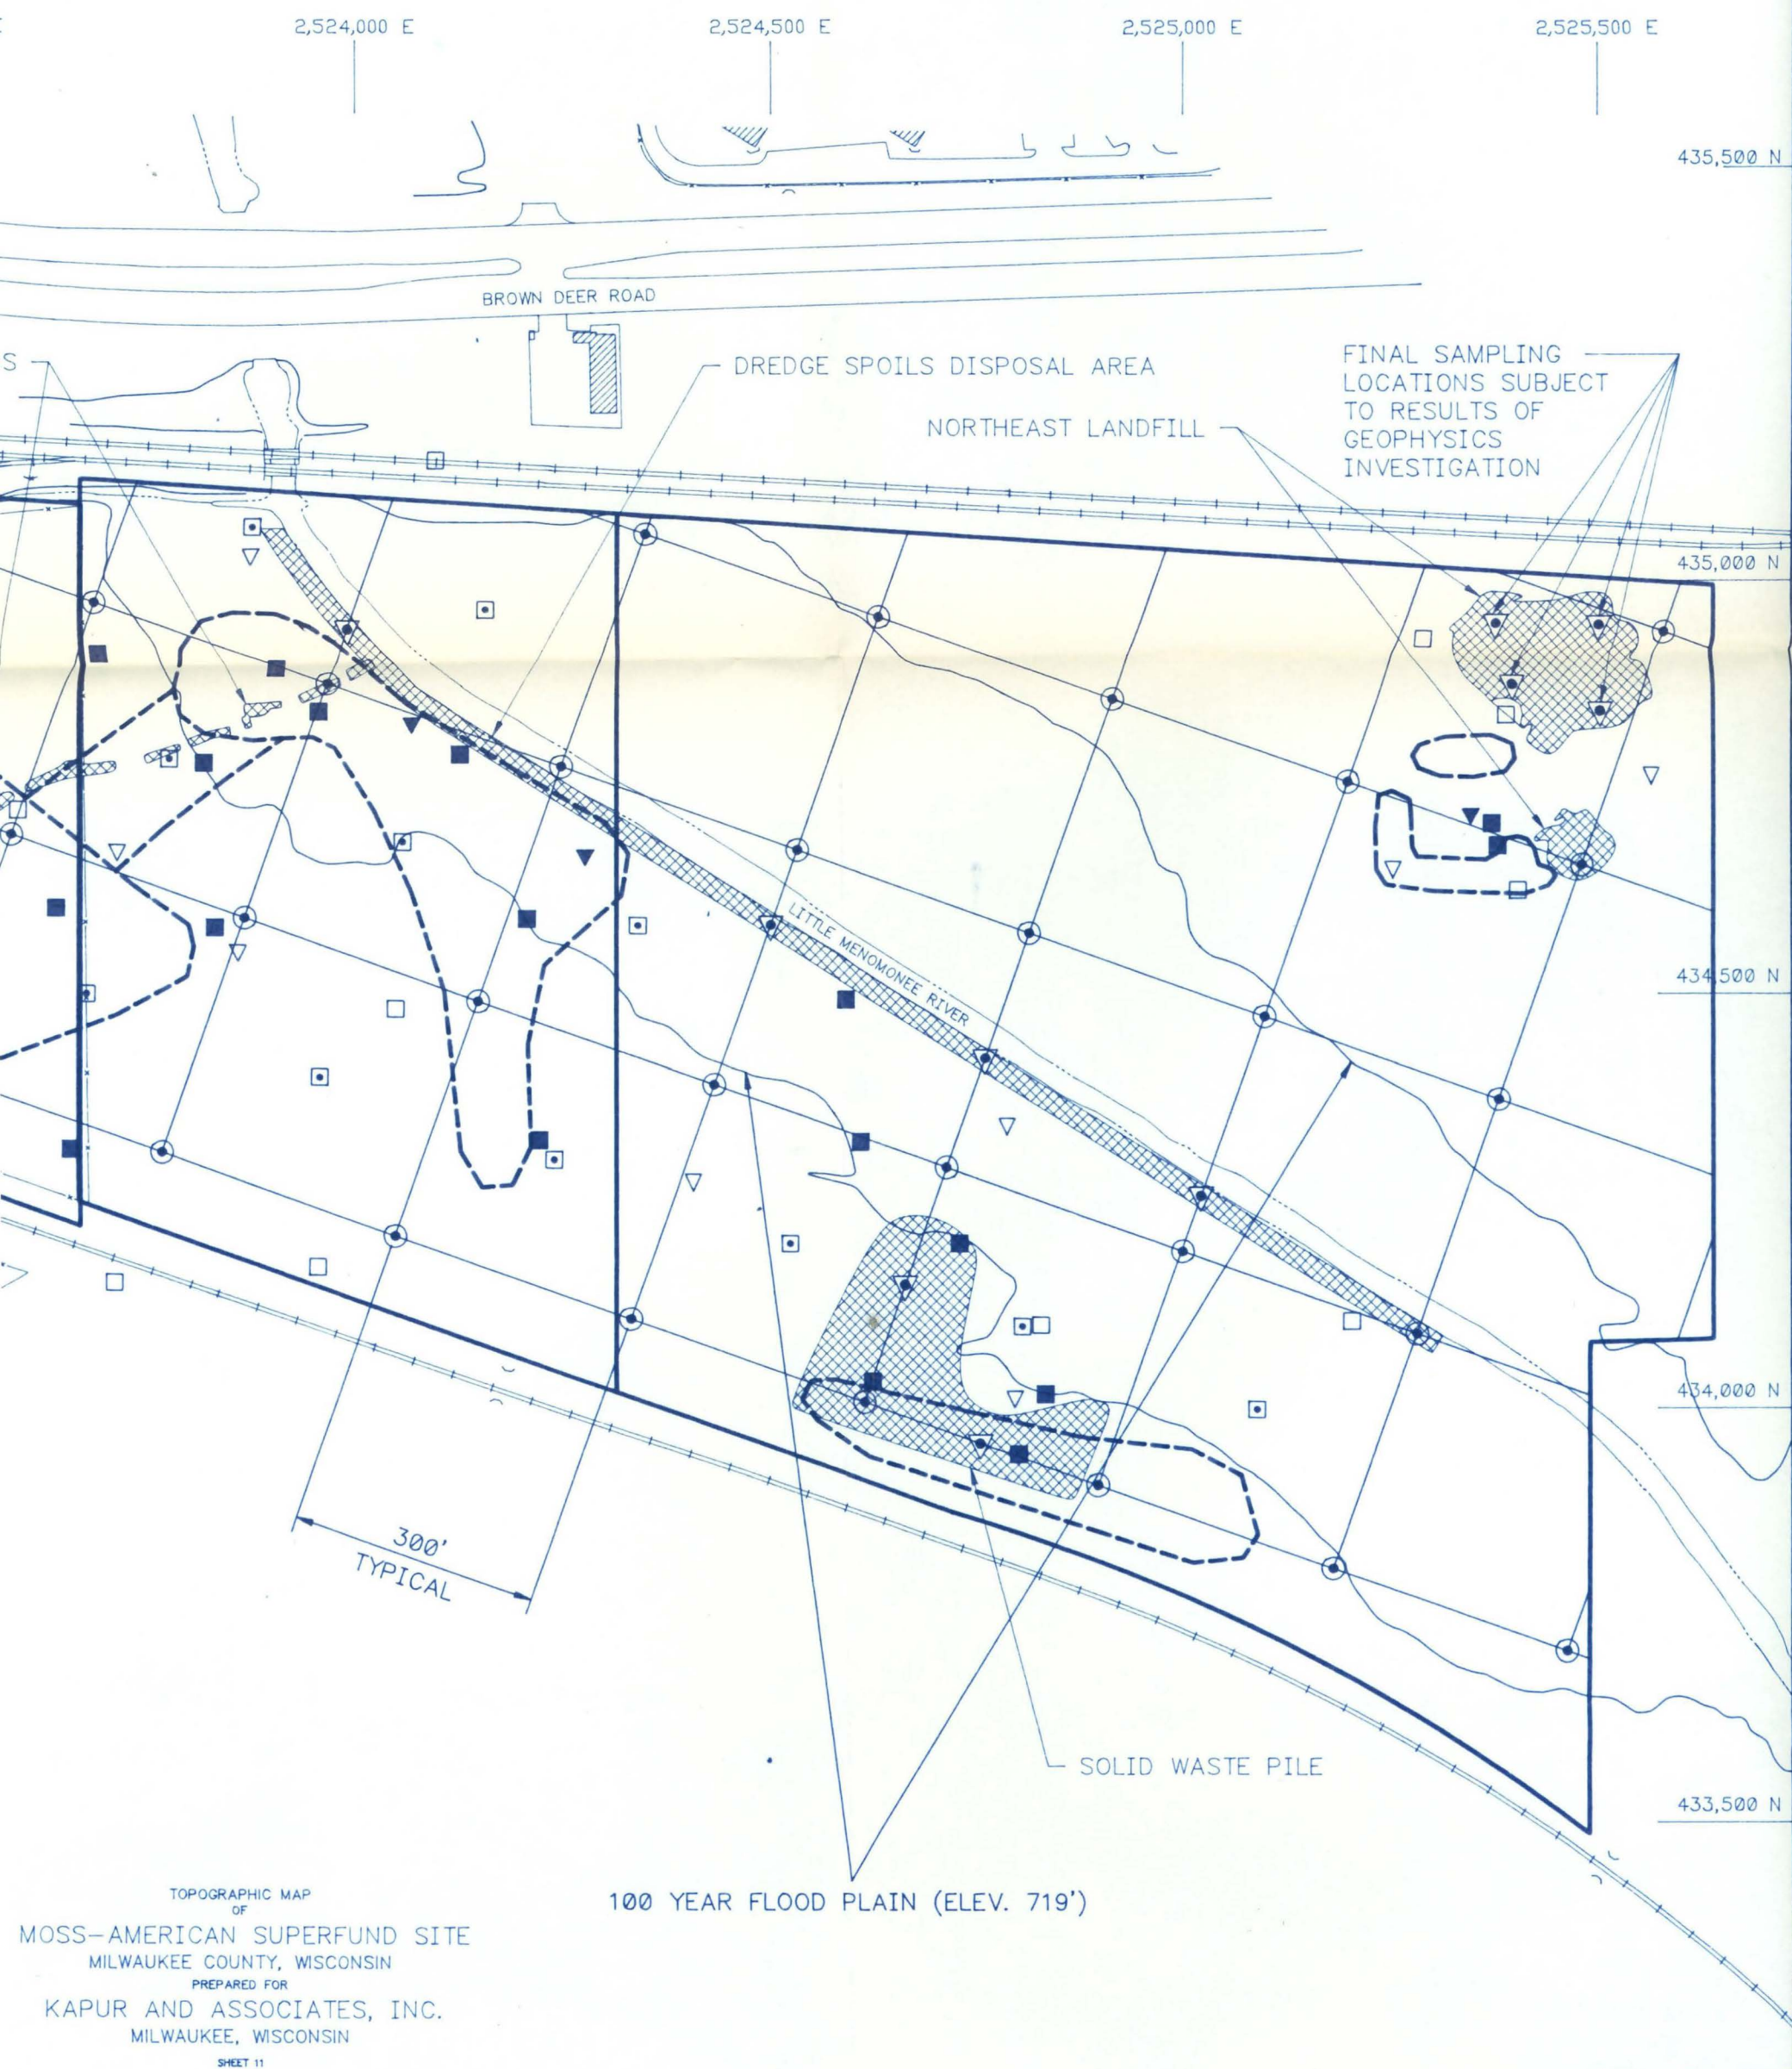 2,524,000 E
2,524,500 E
2,525,000 E
2,525,500 E
435,500 N
BROWN DEER ROAD
S
DREDGE SPOILS DISPOSAL AREA
NORTHEAST LANDFILL
FINAL SAMPLING
LOCATIONS SUBJECT
TO RESULTS OF
GEOPHYSICS
INVESTIGATION
435,000 N
LITTLE MENOMONEE RIVER
434,500 N
434,000 N
300'
TYPICAL
SOLID WASTE PILE
433,500 N
100 YEAR FLOOD PLAIN (ELEV. 719')
TOPOGRAPHIC MAP
OF
MOSS-AMERICAN SUPERFUND SITE
MILWAUKEE COUNTY, WISCONSIN
PREPARED FOR
KAPUR AND ASSOCIATES, INC.
MILWAUKEE, WISCONSIN
SHEET 11